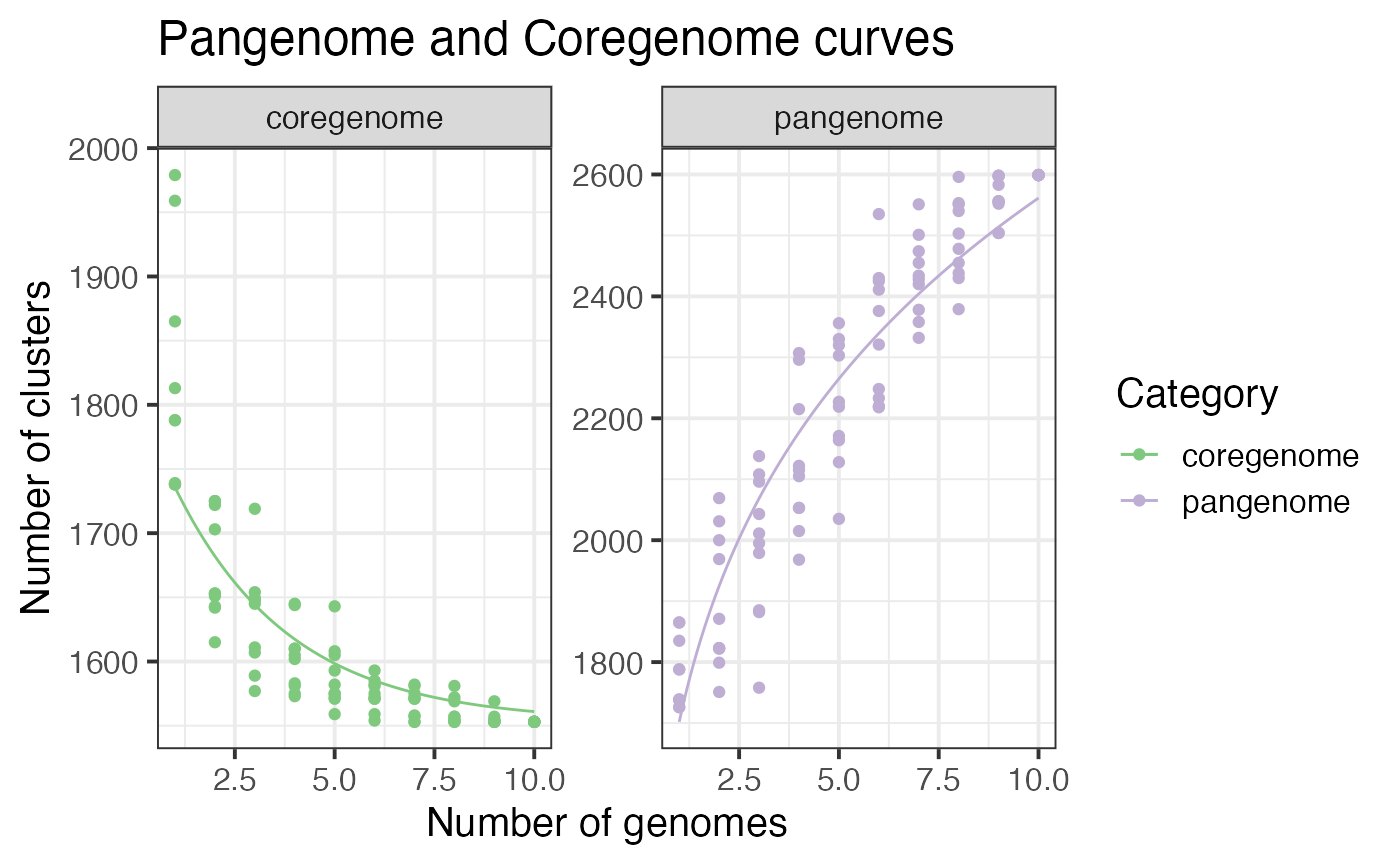 Pangenome and Coregenome curves
coregenome
pangenome
Number of clusters
2000
1900
1800
1700
1600
2600
2400
2200
2000
1800
2.5 5.0 7.5 10.0
2.5 5.0 7.5 10.0
Number of genomes
Category
coregenome
pangenome